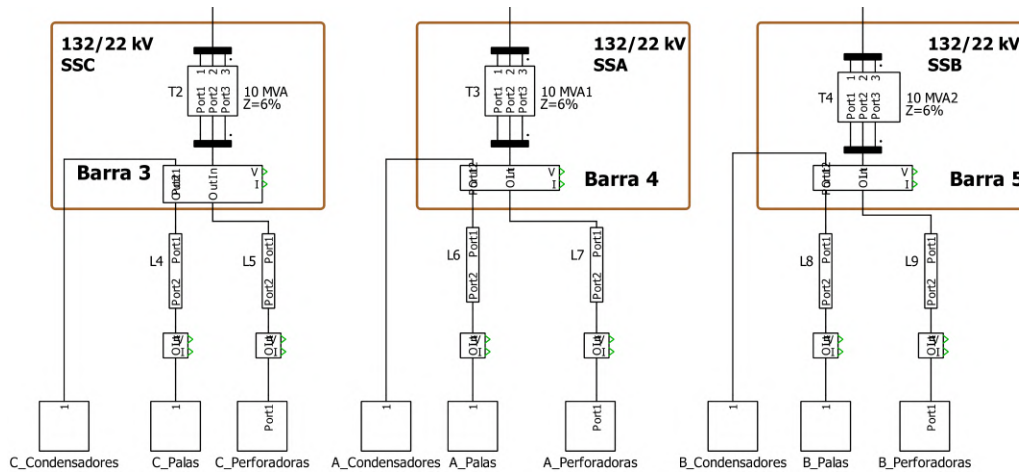 132/22 kV
SSC
1
2
3
Port1
Port2
Port3
T2
10 MVA
Z=6%
Barra 3
OutIn
V
I
L4
Port1
Port2
L5
Port1
Port2
V
I
V
I
1
1
Port1
C_Condensadores
C_Palas
C_Perforadoras
132/22 kV
SSA
1
2
3
Port1
Port2
Port3
T3
10 MVA1
Z=6%
Barra 4
V
I
L6
Port1
Port2
L7
Port1
Port2
V
I
V
I
1
1
Port1
A_Condensadores
A_Palas
A_Perforadoras
132/22 kV
SSB
1
2
3
Port1
Port2
Port3
T4
10 MVA2
Z=6%
Barra 5
V
I
L8
Port1
Port2
L9
Port1
Port2
V
I
V
I
1
1
Port1
B_Condensadores
B_Palas
B_Perforadoras